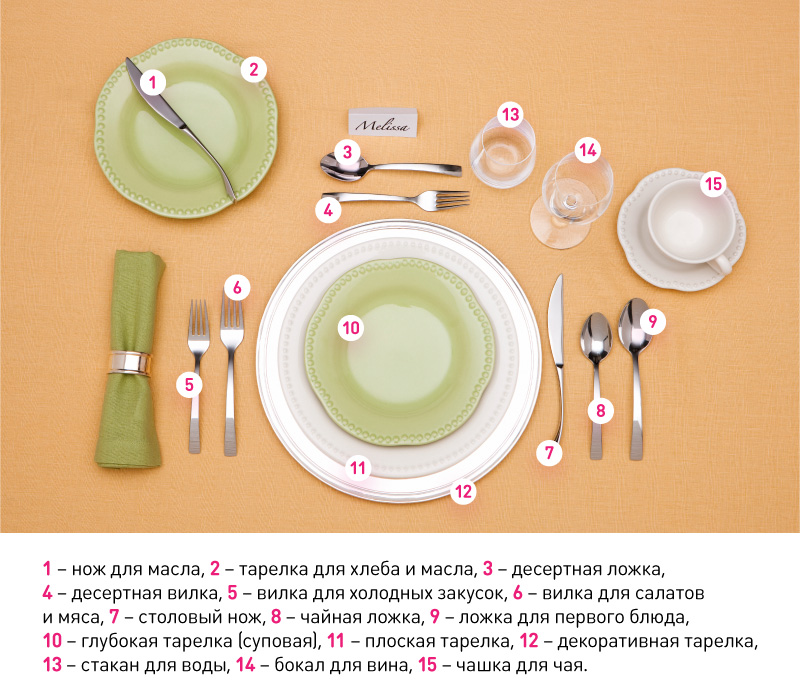 1
2
Melissa
13
3
14
15
4
6
9
10
5
8
7
11
12
1 – нож для масла, 2 – тарелка для хлеба и масла, 3 – десертная ложка,
4 – десертная вилка, 5 – вилка для холодных закусок, 6 – вилка для салатов
и мяса, 7 – столовый нож, 8 – чайная ложка, 9 – ложка для первого блюда,
10 – глубокая тарелка (суповая), 11 – плоская тарелка, 12 – декоративная тарелка,
13 – стакан для воды, 14 – бокал для вина, 15 – чашка для чая.